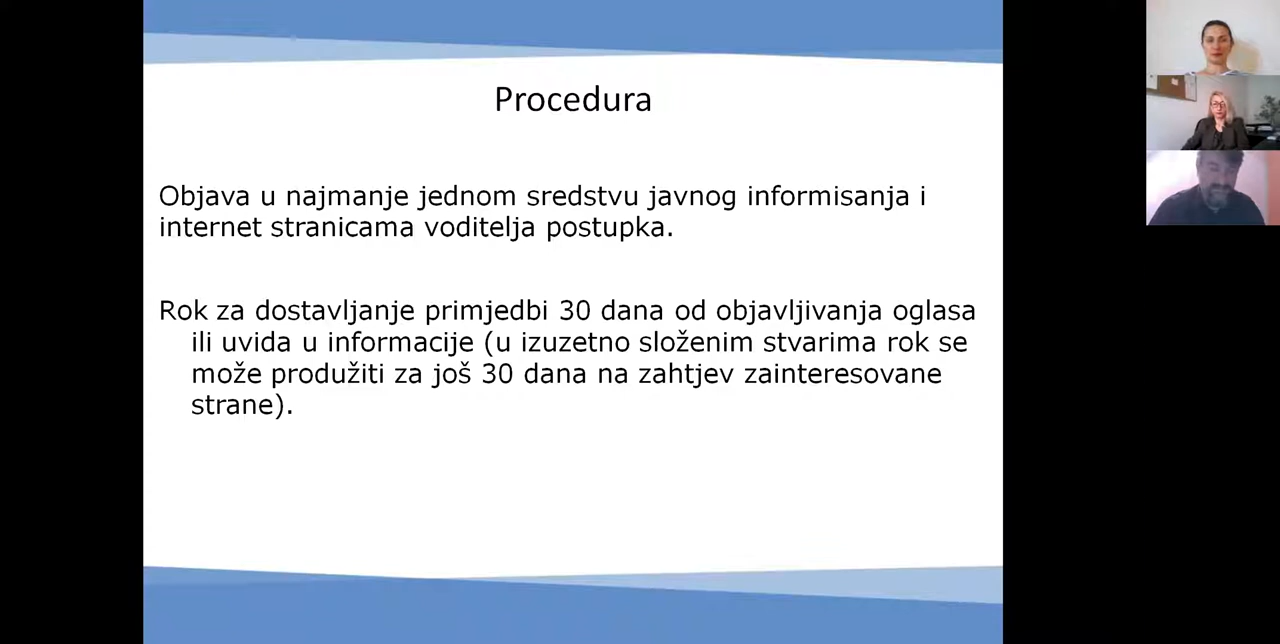 Procedura
Objava u najmanje jednom sredstvu javnog informisanja i
internet stranicama voditelja postupka.
Rok za dostavljanje primjedbi 30 dana od objavljivanja oglasa
ili uvida u informacije (u izuzetno složenim stvarima rok se
može produžiti za još 30 dana na zahtjev zainteresovane
strane).